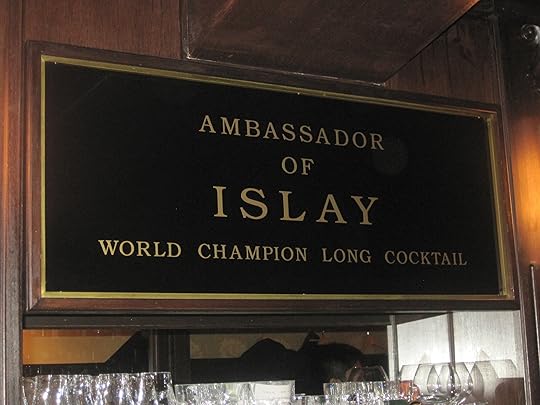 AMBASSADOR
OF
ISLAY
WORLD CHAMPION LONG COCKTAIL